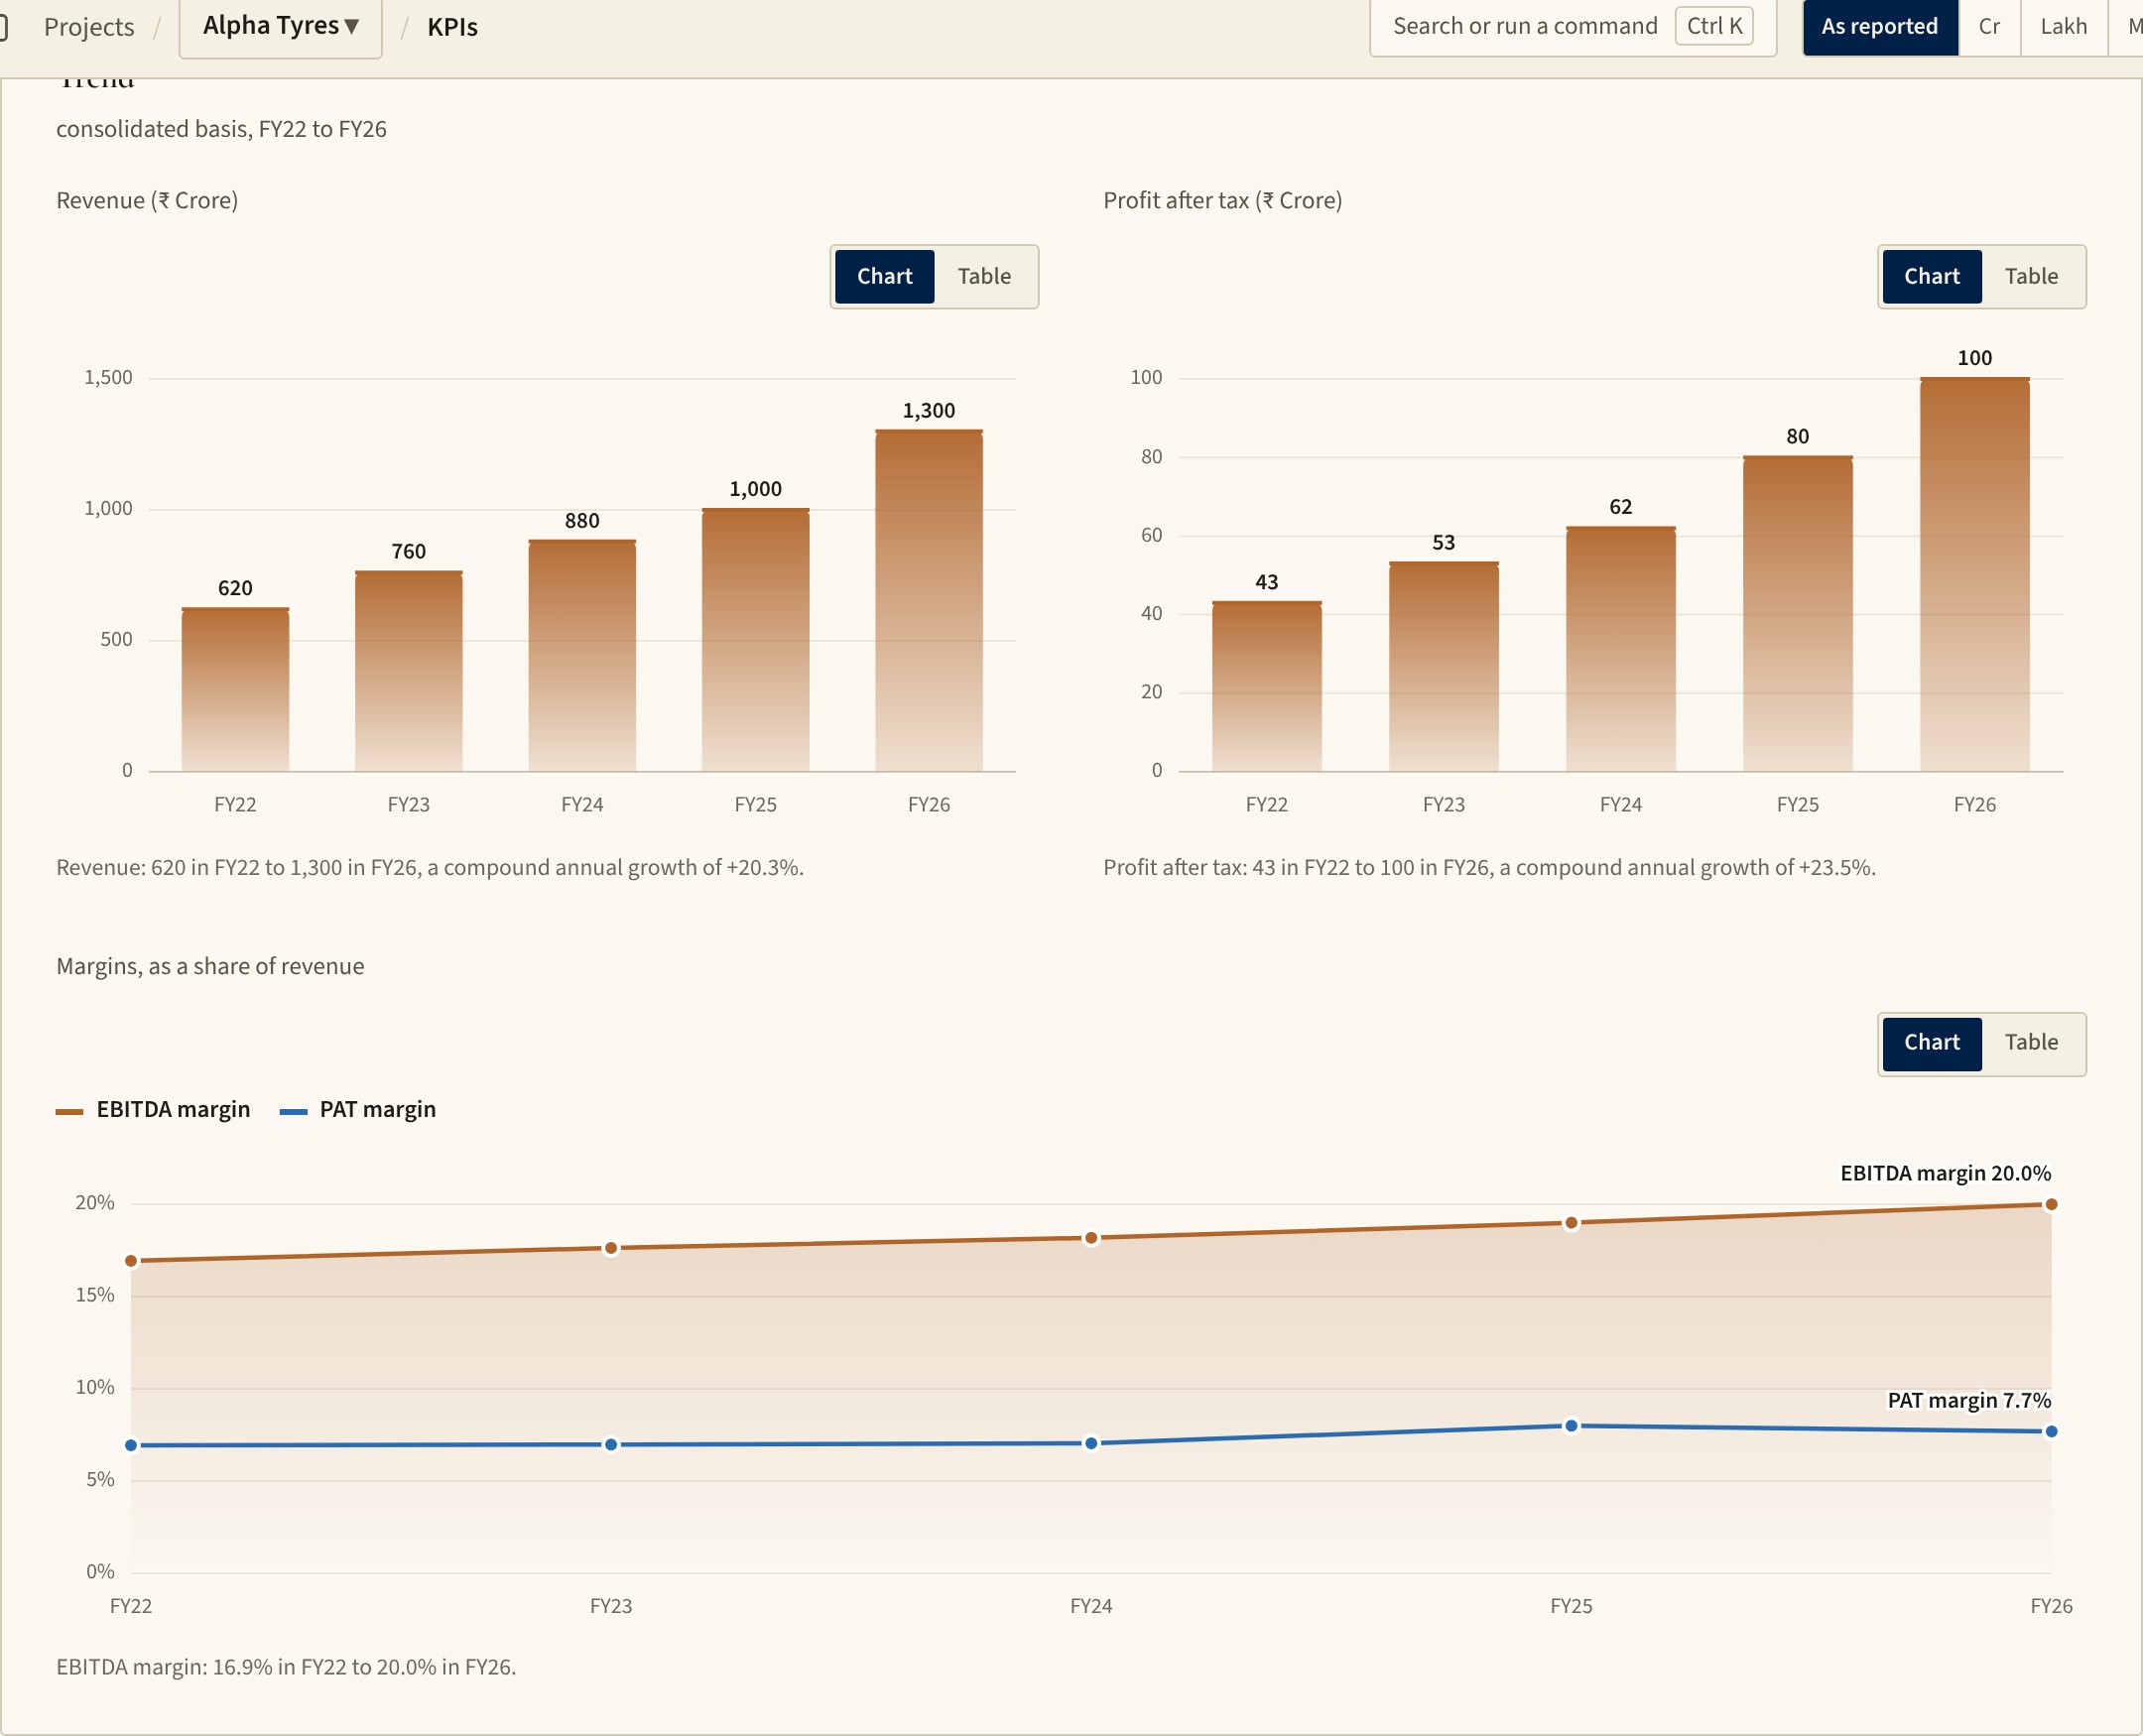 Projects / Alpha Tyres ▼ / KPIs Search or run a command Ctrl K As reported Cr Lakh M
Trend
consolidated basis, FY22 to FY26
Revenue (₹ Crore)
Chart Table
1,500
1,000
500
0
620
760
880
1,000
1,300
FY22 FY23 FY24 FY25 FY26
Revenue: 620 in FY22 to 1,300 in FY26, a compound annual growth of +20.3%.
Profit after tax (₹ Crore)
Chart Table
100
80
60
40
20
0
43
53
62
80
100
FY22 FY23 FY24 FY25 FY26
Profit after tax: 43 in FY22 to 100 in FY26, a compound annual growth of +23.5%.
Margins, as a share of revenue
Chart Table
EBITDA margin PAT margin
EBITDA margin 20.0%
20%
15%
10%
PAT margin 7.7%
5%
0%
FY22 FY23 FY24 FY25 FY26
EBITDA margin: 16.9% in FY22 to 20.0% in FY26.